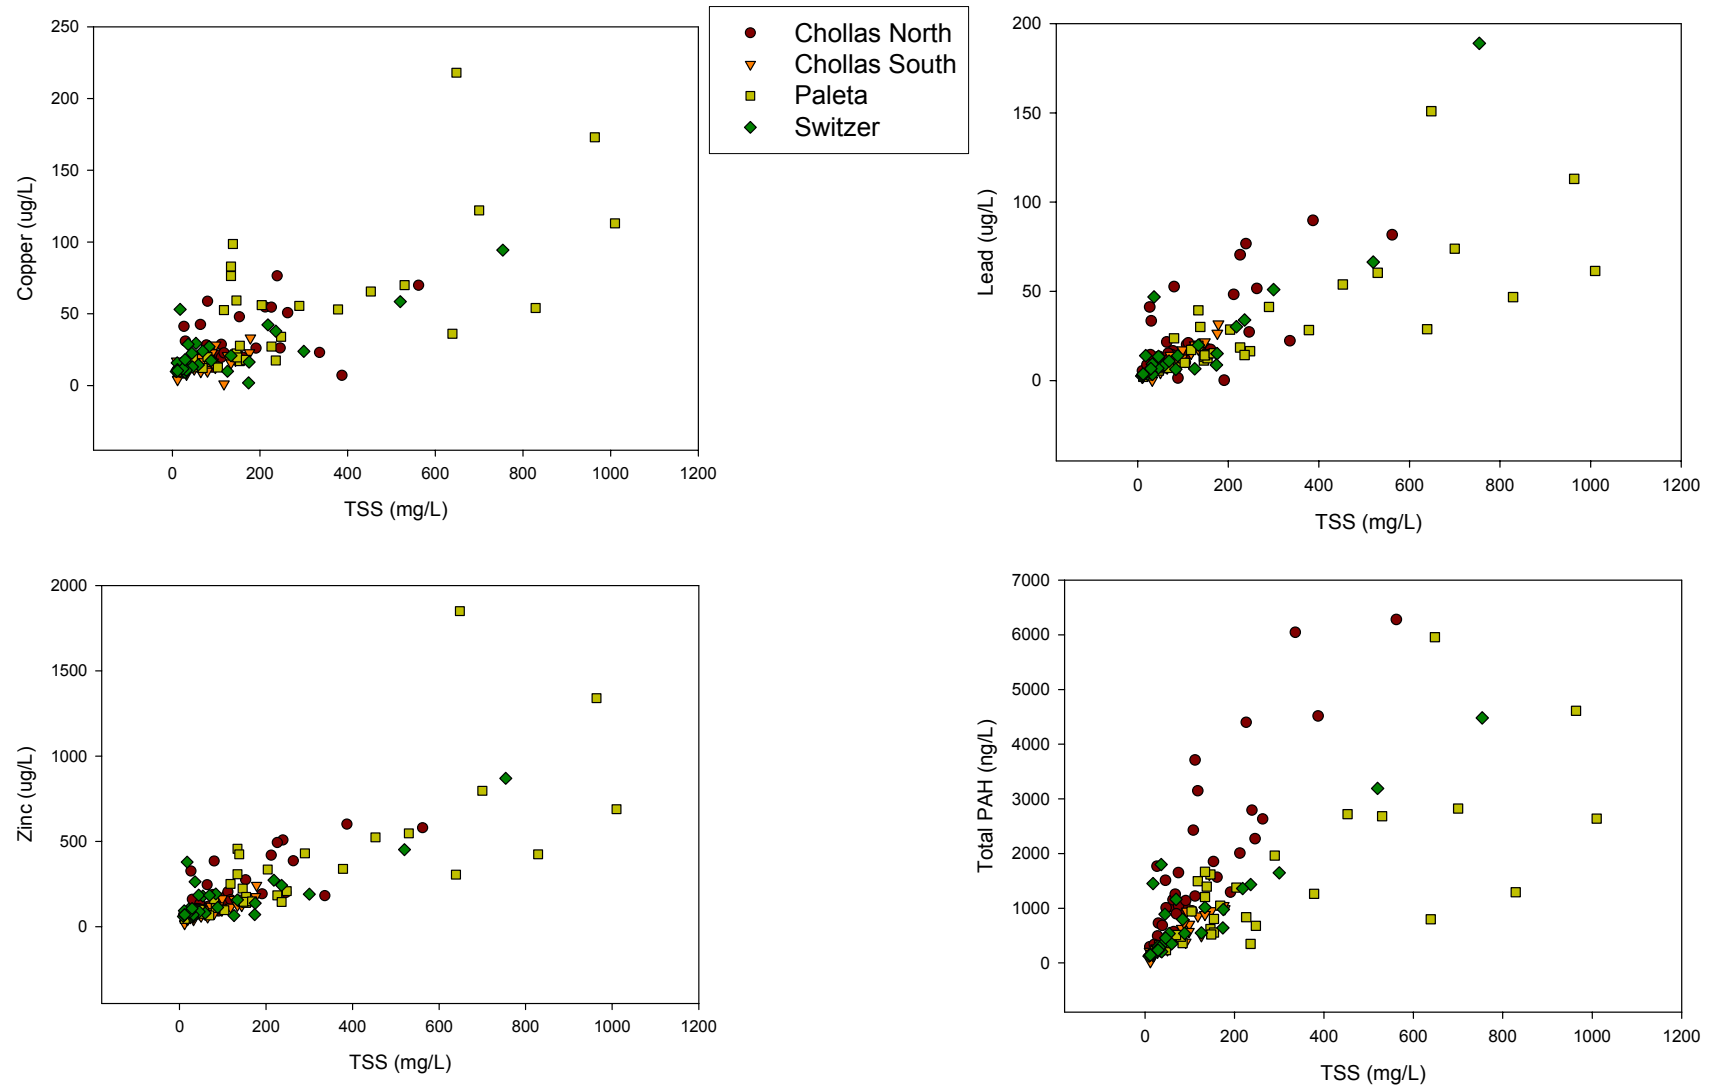 Chollas North
Chollas South
Paleta
Switzer
250
200
150
100
50
0
Copper (ug/L)
0 200 400 600 800 1000 1200
TSS (mg/L)
200
150
100
50
0
Lead (ug/L)
0 200 400 600 800 1000 1200
TSS (mg/L)
2000
1500
1000
500
0
Zinc (ug/L)
0 200 400 600 800 1000 1200
TSS (mg/L)
7000
6000
5000
4000
3000
2000
1000
0
Total PAH (ng/L)
0 200 400 600 800 1000 1200
TSS (mg/L)